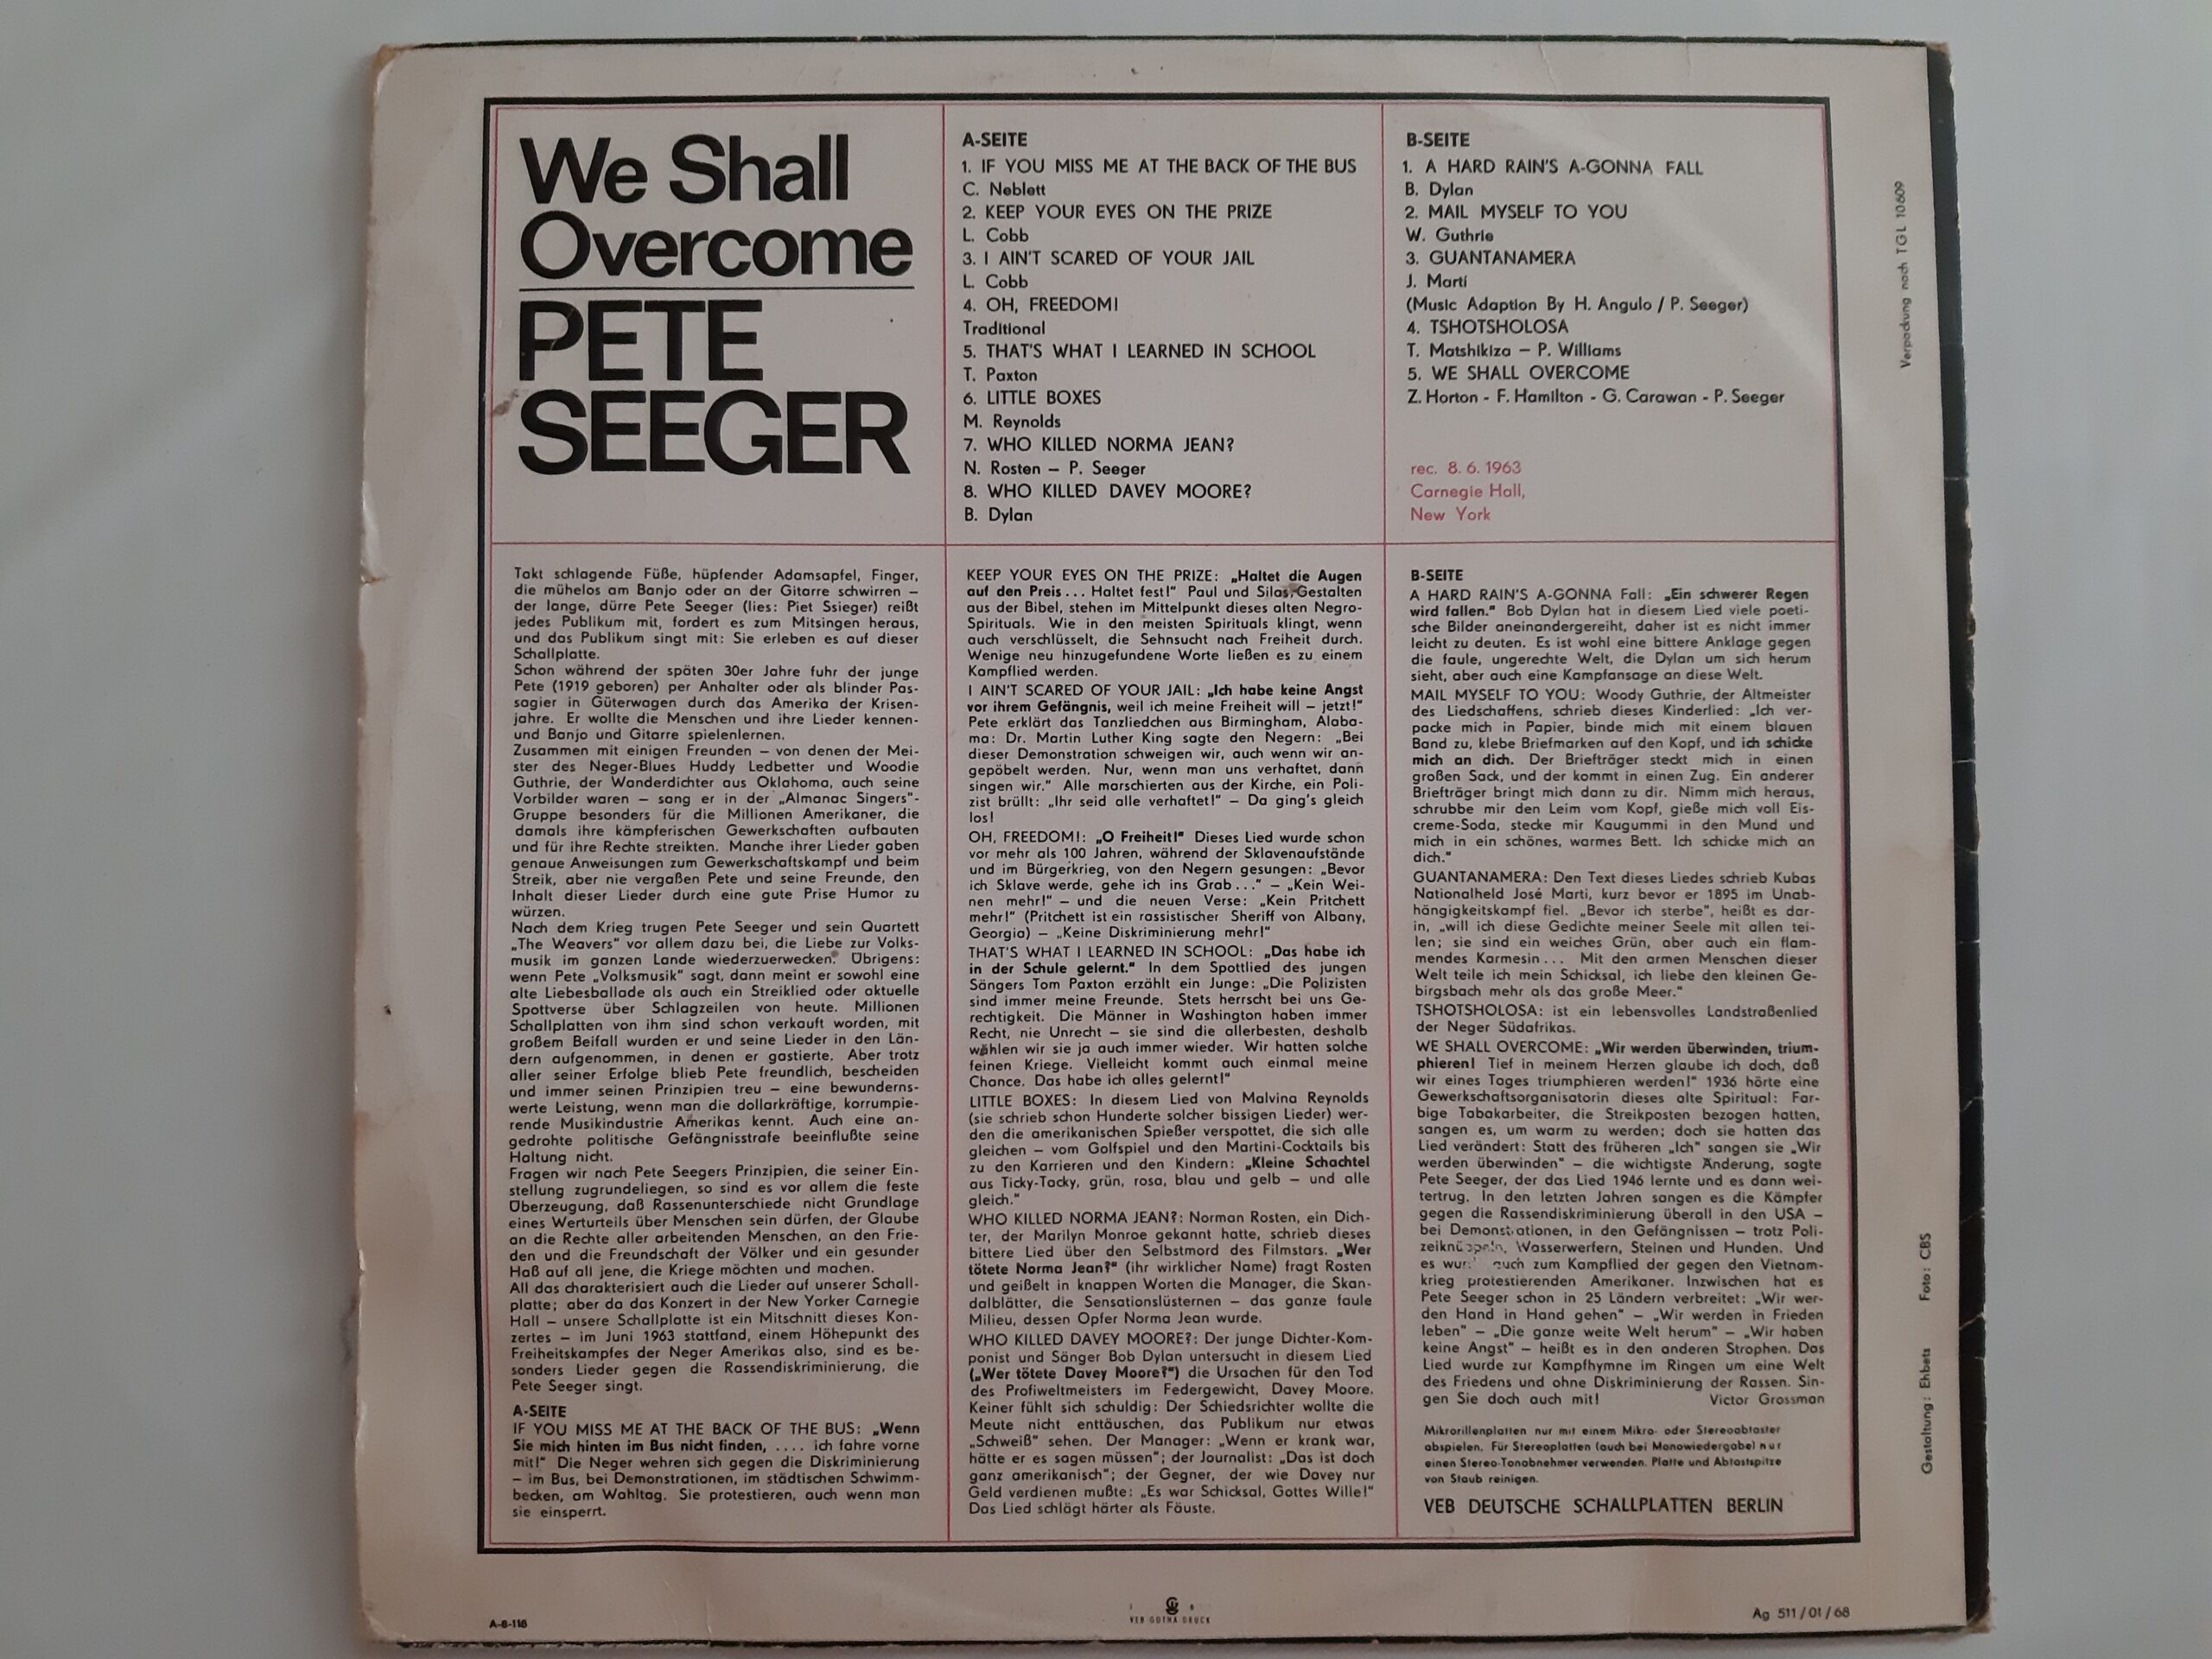 We Shall
Overcome
PETE
SEEGER
A-SEITE
1. IF YOU MISS ME AT THE BACK OF THE BUS
C. Neblett
2. KEEP YOUR EYES ON THE PRIZE
L. Cobb
3. I AIN'T SCARED OF YOUR JAIL
L. Cobb
4. OH, FREEDOM!
Traditional
5. THAT'S WHAT I LEARNED IN SCHOOL
T. Paxton
6. LITTLE BOXES
M. Reynolds
7. WHO KILLED NORMA JEAN?
N. Rosten – P. Seeger
8. WHO KILLED DAVEY MOORE?
B. Dylan
B-SEITE
1. A HARD RAIN'S A-GONNA FALL
B. Dylan
2. MAIL MYSELF TO YOU
W. Guthrie
3. GUANTANAMERA
J. Marti
(Music Adaption By H. Angulo / P. Seeger)
4. TSHOTSHOLOSA
T. Matshikiza – P. Williams
5. WE SHALL OVERCOME
Z. Horton - F. Hamilton - G. Carawan - P. Seeger
rec. 8. 6. 1963
Carnegie Hall,
New York
Takt schlagende Füße, hüpfender Adamsapfel, Finger,
die mühelos am Banjo oder an der Gitarre schwirren –
der lange, dürre Pete Seeger (lies: Piet Ssieger) reißt
jedes Publikum mit, fordert es zum Mitsingen heraus,
und das Publikum singt mit: Sie erleben es auf dieser
Schallplatte.
Schon während der späten 30er Jahre fuhr der junge
Pete (1919 geboren) per Anhalter oder als blinder Pas-
sagier in Güterwagen durch das Amerika der Krisen-
jahre. Er wollte die Menschen und ihre Lieder kennen-
und Banjo und Gitarre spielenlernen.
Zusammen mit einigen Freunden – von denen der Mei-
ster des Neger-Blues Huddy Ledbetter und Woodie
Guthrie, der Wanderdichter aus Oklahoma, auch seine
Vorbilder waren – sang er in der „Almanac Singers"-
Gruppe besonders für die Millionen Amerikaner, die
damals ihre kämpferischen Gewerkschaften aufbauten
und für ihre Rechte streikten. Manche ihrer Lieder gaben
genaue Anweisungen zum Gewerkschaftskampf und beim
Streik, aber nie vergaßen Pete und seine Freunde, den
Inhalt dieser Lieder durch eine gute Prise Humor zu
würzen.
Nach dem Krieg trugen Pete Seeger und sein Quartett
„The Weavers" vor allem dazu bei, die Liebe zur Volks-
musik im ganzen Lande wiederzuerwecken. Übrigens:
wenn Pete „Volksmusik" sagt, dann meint er sowohl eine
alte Liebesballade als auch ein Streiklied oder aktuelle
Spottverse über Schlagzeilen von heute. Millionen
Schallplatten von ihm sind schon verkauft worden, mit
großem Beifall wurden er und seine Lieder in den Län-
dern aufgenommen, in denen er gastierte. Aber trotz
aller seiner Erfolge blieb Pete freundlich, bescheiden
und immer seinen Prinzipien treu – eine bewunderns-
werte Leistung, wenn man die dollarkräftige, korrumpie-
rende Musikindustrie Amerikas kennt. Auch eine an-
gedrohte politische Gefängnisstrafe beeinflußte seine
Haltung nicht.
Fragen wir nach Pete Seegers Prinzipien, die seiner Ein-
stellung zugrundeliegen, so sind es vor allem die feste
Überzeugung, daß Rassenunterschiede nicht Grundlage
eines Werturteils über Menschen sein dürfen, der Glaube
an die Rechte aller arbeitenden Menschen, an den Frie-
den und die Freundschaft der Völker und ein gesunder
Haß auf all jene, die Kriege möchten und machen.
All das charakterisiert auch die Lieder auf unserer Schall-
platte; aber da das Konzert in der New Yorker Carnegie
Hall – unsere Schallplatte ist ein Mitschnitt dieses Kon-
zertes – im Juni 1963 stattfand, einem Höhepunkt des
Freiheitskampfes der Neger Amerikas also, sind es be-
sonders Lieder gegen die Rassendiskriminierung, die
Pete Seeger singt.
A-SEITE
IF YOU MISS ME AT THE BACK OF THE BUS: „Wenn
Sie mich hinten im Bus nicht finden, .... ich fahre vorne
mit!" Die Neger wehren sich gegen die Diskriminierung
– im Bus, bei Demonstrationen, im städtischen Schwimm-
becken, am Wahltag. Sie protestieren, auch wenn man
sie einsperrt.
KEEP YOUR EYES ON THE PRIZE: „Haltet die Augen
auf den Preis... Haltet fest!" Paul und Silas, Gestalten
aus der Bibel, stehen im Mittelpunkt dieses alten Negro-
Spirituals. Wie in den meisten Spirituals klingt, wenn
auch verschlüsselt, die Sehnsucht nach Freiheit durch.
Wenige neu hinzugefundene Worte ließen es zu einem
Kampflied werden.
I AIN'T SCARED OF YOUR JAIL: „Ich habe keine Angst
vor ihrem Gefängnis, weil ich meine Freiheit will – jetzt!"
Pete erklärt das Tanzliedchen aus Birmingham, Alaba-
ma: Dr. Martin Luther King sagte den Negern: „Bei
dieser Demonstration schweigen wir, auch wenn wir an-
gepöbelt werden. Nur, wenn man uns verhaftet, dann
singen wir." Alle marschierten aus der Kirche, ein Poli-
zist brüllt: „Ihr seid alle verhaftet!" – Da ging's gleich
los!
OH, FREEDOM!: „O Freiheit!" Dieses Lied wurde schon
vor mehr als 100 Jahren, während der Sklavenaufstände
und im Bürgerkrieg, von den Negern gesungen: „Bevor
ich Sklave werde, gehe ich ins Grab..." – „Kein Wei-
nen mehr!" – und die neuen Verse: „Kein Pritchett
mehr!" (Pritchett ist ein rassistischer Sheriff von Albany,
Georgia) – „Keine Diskriminierung mehr!"
THAT'S WHAT I LEARNED IN SCHOOL: „Das habe ich
in der Schule gelernt." In dem Spottlied des jungen
Sängers Tom Paxton erzählt ein Junge: „Die Polizisten
sind immer meine Freunde. Stets herrscht bei uns Ge-
rechtigkeit. Die Männer in Washington haben immer
Recht, nie Unrecht – sie sind die allerbesten, deshalb
wählen wir sie ja auch immer wieder. Wir hatten solche
feinen Kriege. Vielleicht kommt auch einmal meine
Chance. Das habe ich alles gelernt!"
LITTLE BOXES: In diesem Lied von Malvina Reynolds
(sie schrieb schon Hunderte solcher bissigen Lieder) wer-
den die amerikanischen Spießer verspottet, die sich alle
gleichen – vom Golfspiel und den Martini-Cocktails bis
zu den Karrieren und den Kindern: „Kleine Schachtel
aus Ticky-Tacky, grün, rosa, blau und gelb – und alle
gleich."
WHO KILLED NORMA JEAN?: Norman Rosten, ein Dich-
ter, der Marilyn Monroe gekannt hatte, schrieb dieses
bittere Lied über den Selbstmord des Filmstars. „Wer
tötete Norma Jean?" (ihr wirklicher Name) fragt Rosten
und geißelt in knappen Worten die Manager, die Skan-
dalblätter, die Sensationslüsternen – das ganze faule
Milieu, dessen Opfer Norma Jean wurde.
WHO KILLED DAVEY MOORE?: Der junge Dichter-Kom-
ponist und Sänger Bob Dylan untersucht in diesem Lied
(„Wer tötete Davey Moore?") die Ursachen für den Tod
des Profiweltmeisters im Federgewicht, Davey Moore.
Keiner fühlt sich schuldig: Der Schiedsrichter wollte die
Meute nicht enttäuschen, das Publikum nur etwas
„Schweiß" sehen. Der Manager: „Wenn er krank war,
hätte er es sagen müssen"; der Journalist: „Das ist doch
ganz amerikanisch"; der Gegner, der wie Davey nur
Geld verdienen mußte: „Es war Schicksal, Gottes Wille!"
Das Lied schlägt härter als Fäuste.
B-SEITE
A HARD RAIN'S A-GONNA Fall: „Ein schwerer Regen
wird fallen." Bob Dylan hat in diesem Lied viele poeti-
sche Bilder aneinandergereiht, daher ist es nicht immer
leicht zu deuten. Es ist wohl eine bittere Anklage gegen
die faule, ungerechte Welt, die Dylan um sich herum
sieht, aber auch eine Kampfansage an diese Welt.
MAIL MYSELF TO YOU: Woody Guthrie, der Altmeister
des Liedschaffens, schrieb dieses Kinderlied: „Ich ver-
packe mich in Papier, binde mich mit einem blauen
Band zu, klebe Briefmarken auf den Kopf, und ich schicke
mich an dich. Der Briefträger steckt mich in einen
großen Sack, und der kommt in einen Zug. Ein anderer
Briefträger bringt mich dann zu dir. Nimm mich heraus,
schrubbe mir den Leim vom Kopf, gieße mich voll Eis-
creme-Soda, stecke mir Kaugummi in den Mund und
mich in ein schönes, warmes Bett. Ich schicke mich an
dich."
GUANTANAMERA: Den Text dieses Liedes schrieb Kubas
Nationalheld José Marti, kurz bevor er 1895 im Unab-
hängigkeitskampf fiel. „Bevor ich sterbe", heißt es dar-
in, „will ich diese Gedichte meiner Seele mit allen tei-
len; sie sind ein weiches Grün, aber auch ein flam-
mendes Karmesin... Mit den armen Menschen dieser
Welt teile ich mein Schicksal, ich liebe den kleinen Ge-
birgsbach mehr als das große Meer."
TSHOTSHOLOSA: ist ein lebensvolles Landstraßenlied
der Neger Südafrikas.
WE SHALL OVERCOME: „Wir werden überwinden, trium-
phieren! Tief in meinem Herzen glaube ich doch, daß
wir eines Tages triumphieren werden!" 1936 hörte eine
Gewerkschaftsorganisatorin dieses alte Spiritual: Far-
bige Tabakarbeiter, die Streikposten bezogen hatten,
sangen es, um warm zu werden; doch sie hatten das
Lied verändert: Statt des früheren „Ich" sangen sie „Wir
werden überwinden" – die wichtigste Änderung, sagte
Pete Seeger, der das Lied 1946 lernte und es dann wei-
tertrug. In den letzten Jahren sangen es die Kämpfer
gegen die Rassendiskriminierung überall in den USA –
bei Demonstrationen, in den Gefängnissen – trotz Poli-
zeiknüppeln, Wasserwerfern, Steinen und Hunden. Und
es auch zum Kampflied der gegen den Vietnam-
krieg protestierenden Amerikaner. Inzwischen hat es
Pete Seeger schon in 25 Ländern verbreitet: „Wir wer-
den Hand in Hand gehen" – „Wir werden in Frieden
leben" – „Die ganze weite Welt herum" – „Wir haben
keine Angst" – heißt es in den anderen Strophen. Das
Lied wurde zur Kampfhymne im Ringen um eine Welt
des Friedens und ohne Diskriminierung der Rassen. Sin-
gen Sie doch auch mit! Victor Grossman
Mikrorillenplatten nur mit einem Mikro- oder Stereoabtaster
abspielen. Für Stereoplatten (auch bei Monowiedergabe) nur
einen Stereo-Tonabnehmer verwenden. Platte und Abtastspitze
von Staub reinigen.
VEB DEUTSCHE SCHALLPLATTEN BERLIN
Verpackung nach TGL 10609
Gestaltung: Ehbets Foto: CBS
A-8-116
VEB GOTHA DRUCK
Ag 511/01/68